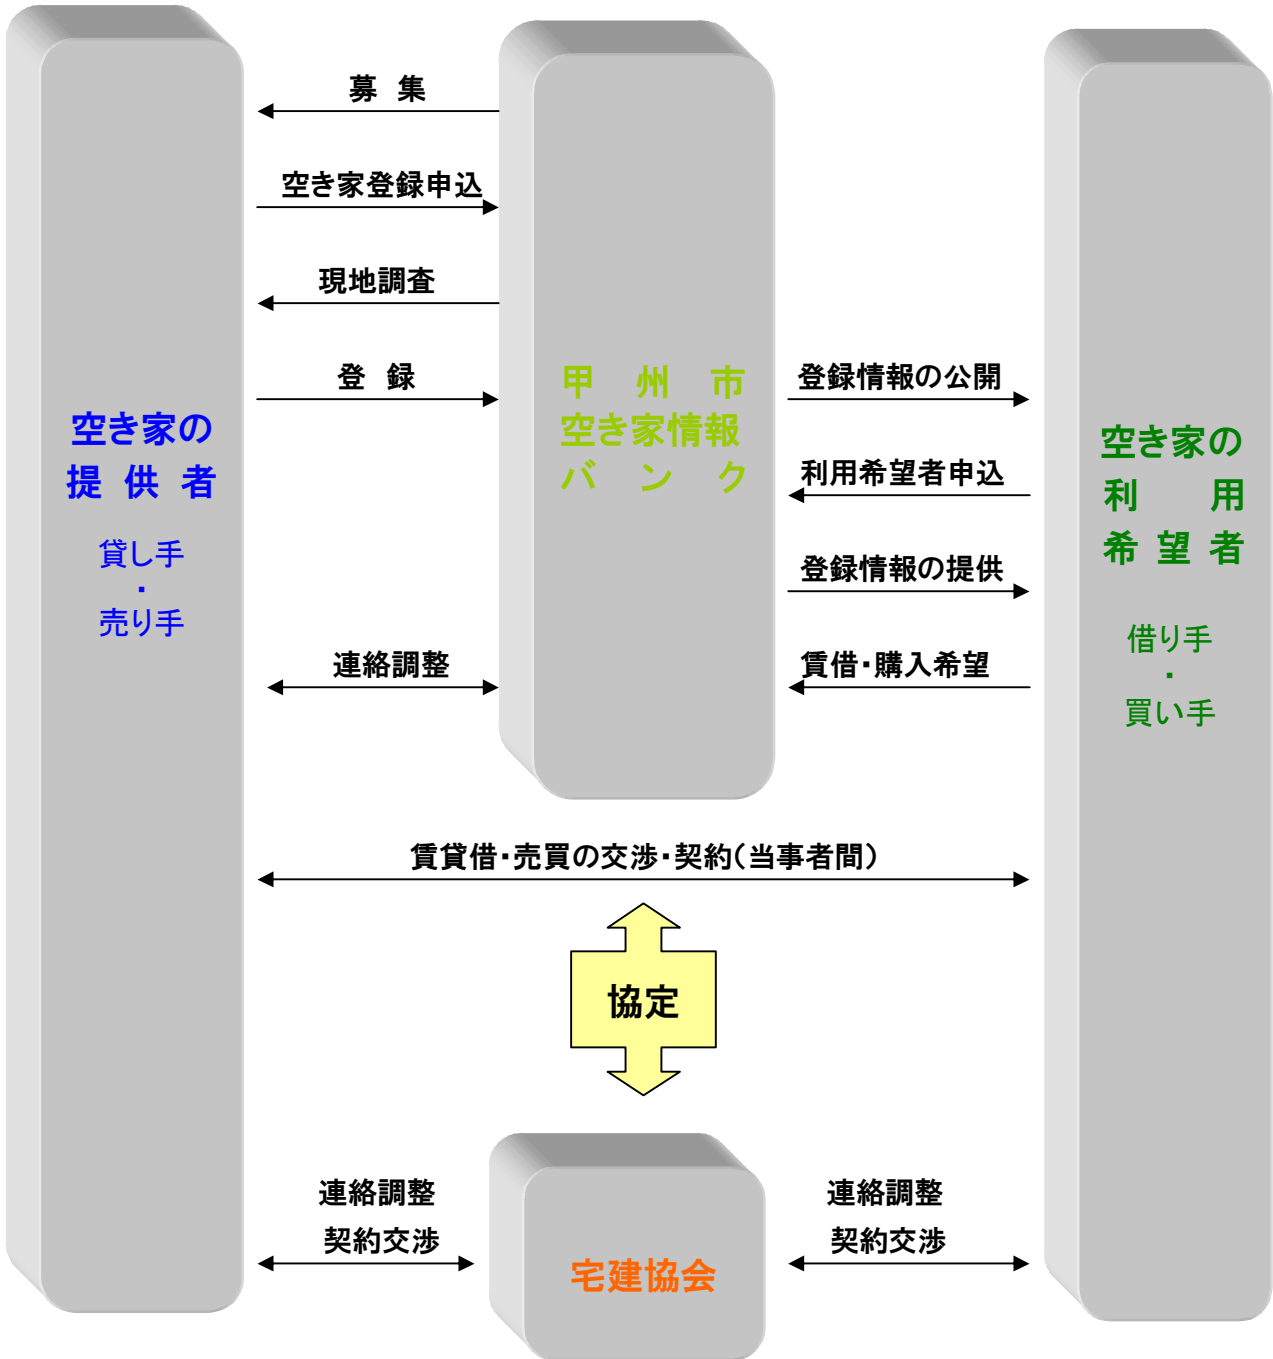 募 集
空き家登録申込
現地調査
登 録
連絡調整
空き家の
提 供 者
貸し手
・
売り手
甲 州 市
空き家情報
バ ン ク
登録情報の公開
利用希望者申込
登録情報の提供
賃借・購入希望
空き家の
利 用
希 望 者
借り手
・
買い手
賃貸借・売買の交渉・契約(当事者間)
協定
連絡調整
契約交渉
宅建協会
連絡調整
契約交渉